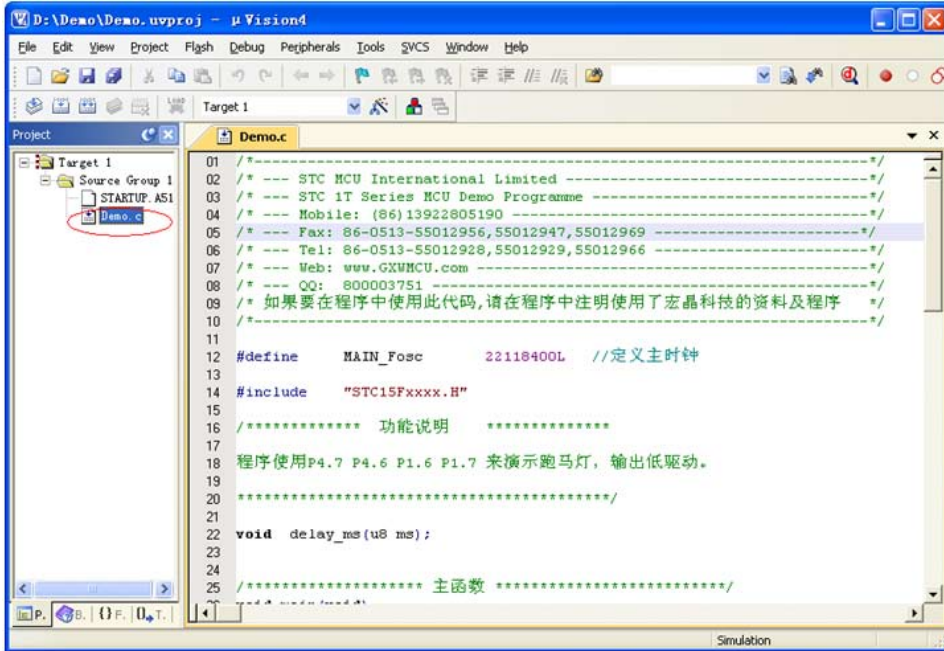 D:\Demo\Demo.uvproj - µVision4
File Edit View Project Flash Debug Peripherals Tools SVCS Window Help
Target 1
Project
Demo.c
Target 1
Source Group 1
STARTUP.A51
Demo.c
01 /*----------------------------------------------------------------------*/
02 /* --- STC MCU International Limited -----------------------------------*/
03 /* --- STC 1T Series MCU Demo Programme --------------------------------*/
04 /* --- Mobile: (86)13922805190 -----------------------------------------*/
05 /* --- Fax: 86-0513-55012956,55012947,55012969 ------------------------*/
06 /* --- Tel: 86-0513-55012928,55012929,55012966 -------------------------*/
07 /* --- Web: www.GXWMCU.com ---------------------------------------------*/
08 /* --- QQ: 800003751 --------------------------------------------------*/
09 /* 如果要在程序中使用此代码,请在程序中注明使用了宏晶科技的资料及程序 */
10 /*----------------------------------------------------------------------*/
11
12 #define MAIN_Fosc 22118400L //定义主时钟
13
14 #include "STC15Fxxxx.H"
15
16 /************* 功能说明 **************
17
18 程序使用P4.7 P4.6 P1.6 P1.7 来演示跑马灯，输出低驱动。
19
20 ******************************************/
21
22 void delay_ms(u8 ms);
23
24
25 /******************** 主函数 **************************/
P. B. {} F. 0 T.
Simulation